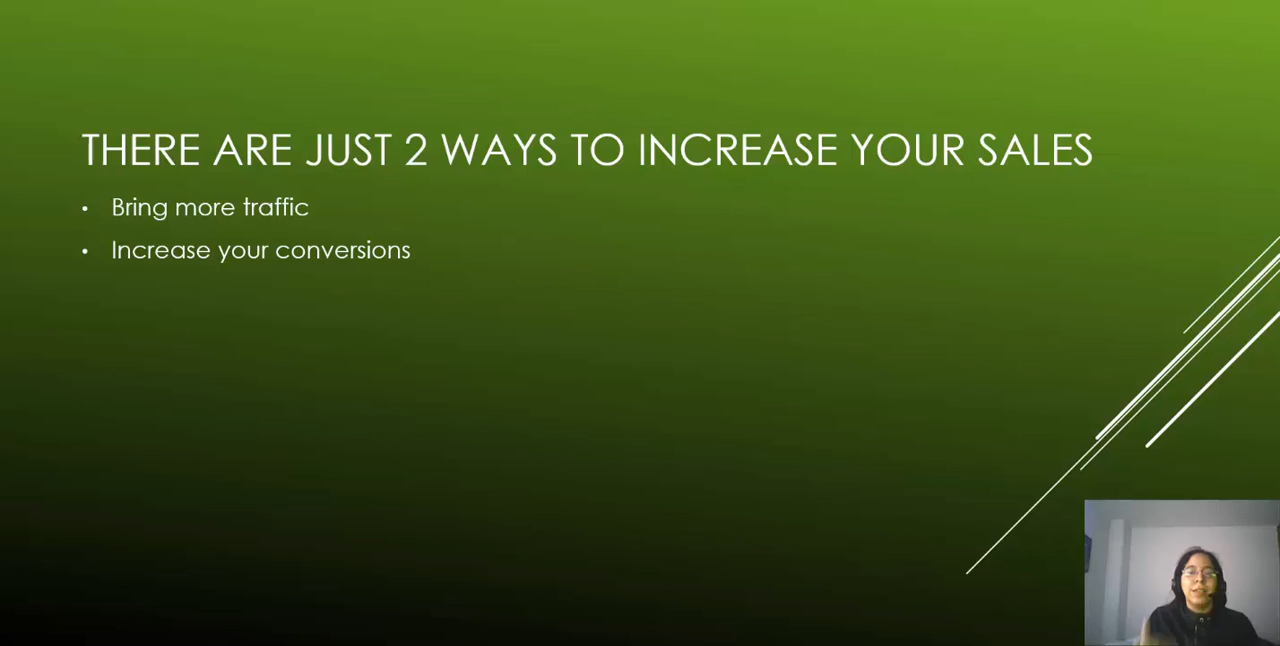 THERE ARE JUST 2 WAYS TO INCREASE YOUR SALES
• Bring more traffic
• Increase your conversions